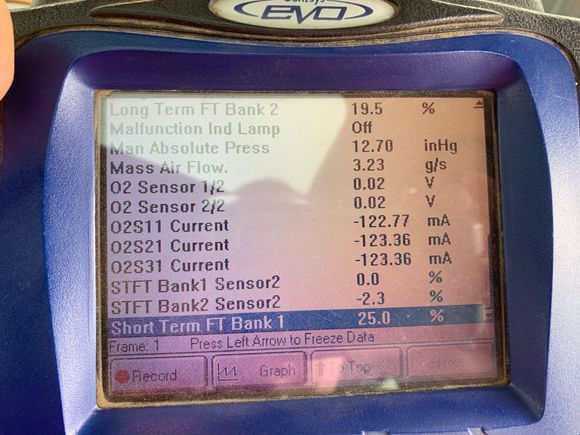 EVO
Long Term FT Bank 2 19.5 %
Malfunction Ind Lamp Off
Man Absolute Press 12.70 inHg
Mass Air Flow. 3.23 g/s
O2 Sensor 1/2 0.02 V
O2 Sensor 2/2 0.02 V
O2S11 Current -122.77 mA
O2S21 Current -123.36 mA
O2S31 Current -123.36 mA
STFT Bank1 Sensor2 0.0 %
STFT Bank2 Sensor2 -2.3 %
Short Term FT Bank 1 25.0 %
Frame: 1 Press Left Arrow to Freeze Data
Record Graph To Top More